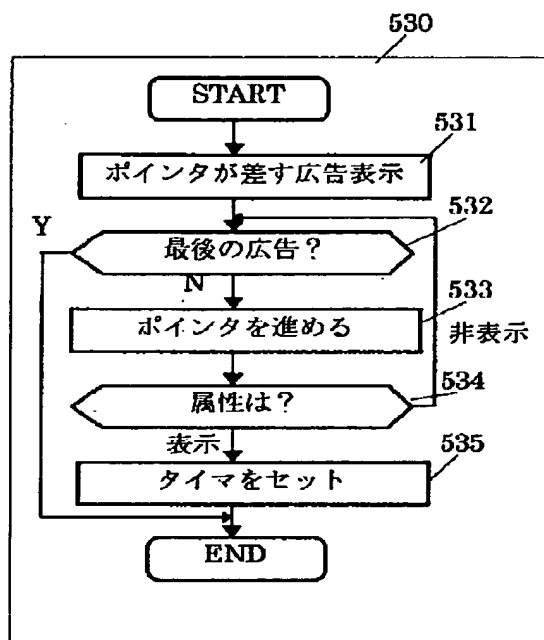 530
START
531
ポインタが差す広告表示
532
Y
最後の広告？
N
533
ポインタを進める
非表示
534
属性は？
表示
535
タイマをセット
END